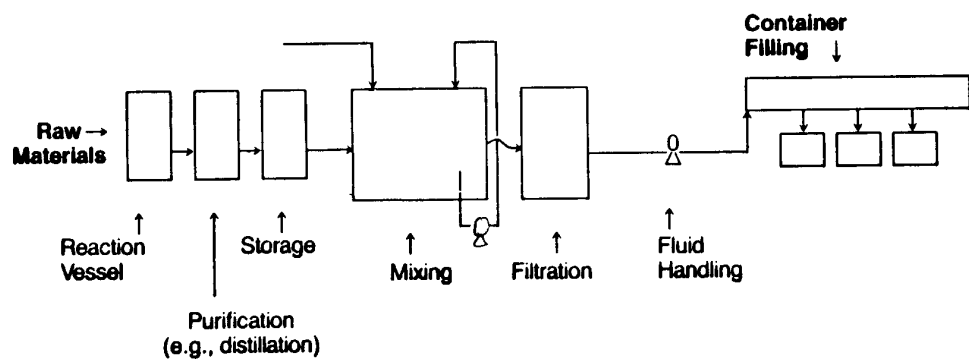 Container
Filling
Raw
Materials
Reaction
Vessel
Storage
Mixing
Filtration
Fluid
Handling
Purification
(e.g., distillation)